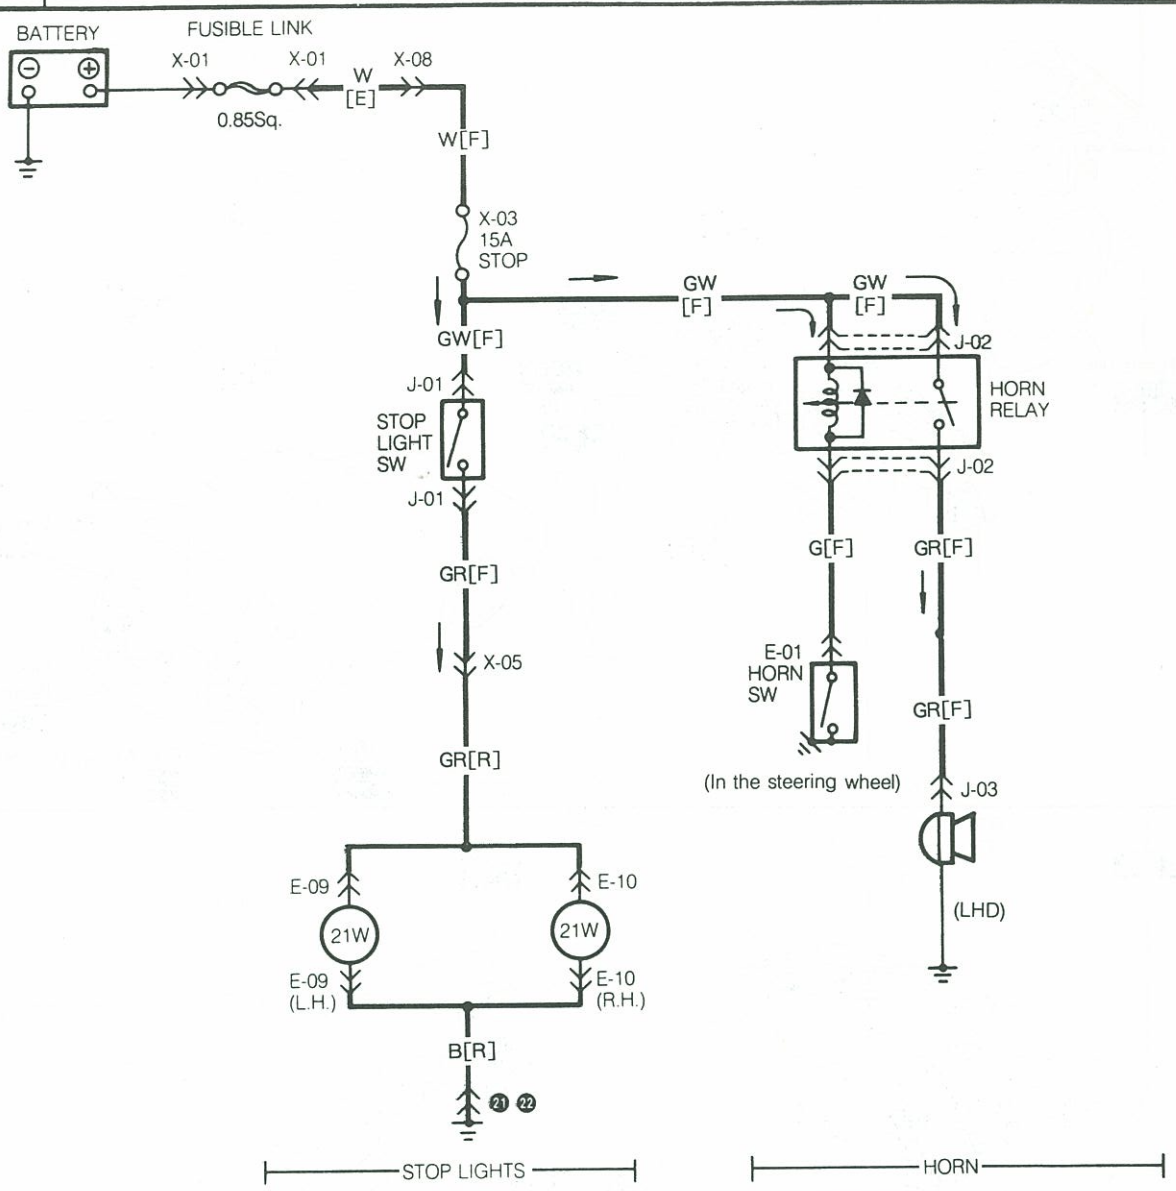 BATTERY
FUSIBLE LINK
X-01
X-01
X-08
W
[E]
0.85Sq.
W[F]
X-03
15A
STOP
GW
[F]
GW
[F]
GW[F]
J-02
J-01
HORN
RELAY
STOP
LIGHT
SW
J-02
J-01
G[F]
GR[F]
GR[F]
E-01
HORN
SW
X-05
GR[F]
GR[R]
(In the steering wheel)
J-03
E-09
E-10
(LHD)
21W
21W
E-09
(L.H.)
E-10
(R.H.)
B[R]
21 22
STOP LIGHTS
HORN